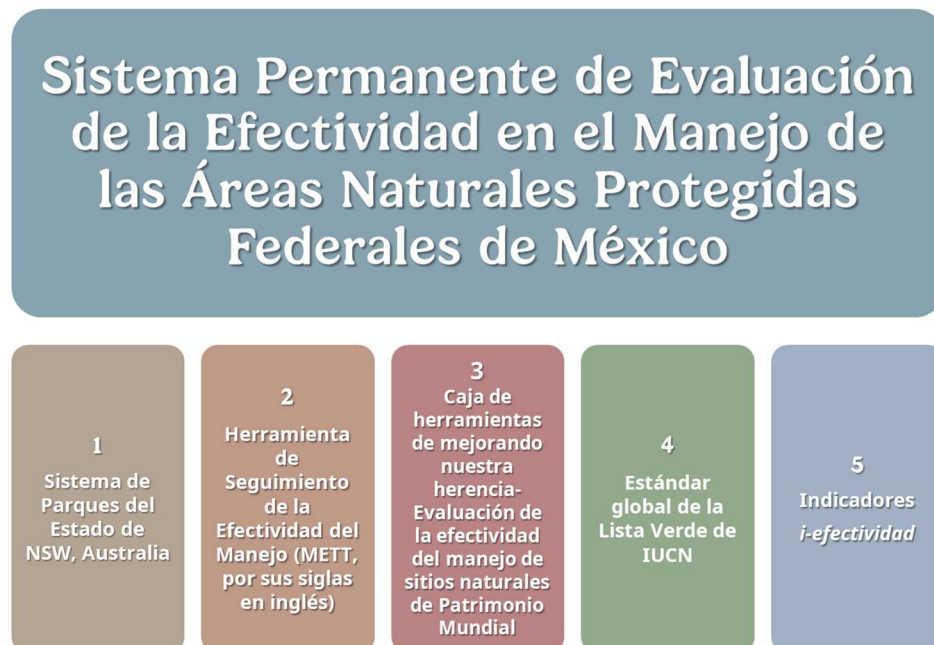 Sistema Permanente de Evaluación
de la Efectividad en el Manejo de
las Áreas Naturales Protegidas
Federales de México
1
Sistema de
Parques del
Estado de
NSW, Australia
2
Herramienta
de
Seguimiento
de la
Efectividad del
Manejo (METT,
por sus siglas
en inglés)
3
Caja de
herramientas
de mejorando
nuestra
herencia-
Evaluación de
la efectividad
del manejo de
sitios naturales
de Patrimonio
Mundial
4
Estándar
global de la
Lista Verde de
IUCN
5
Indicadores
i-efectividad